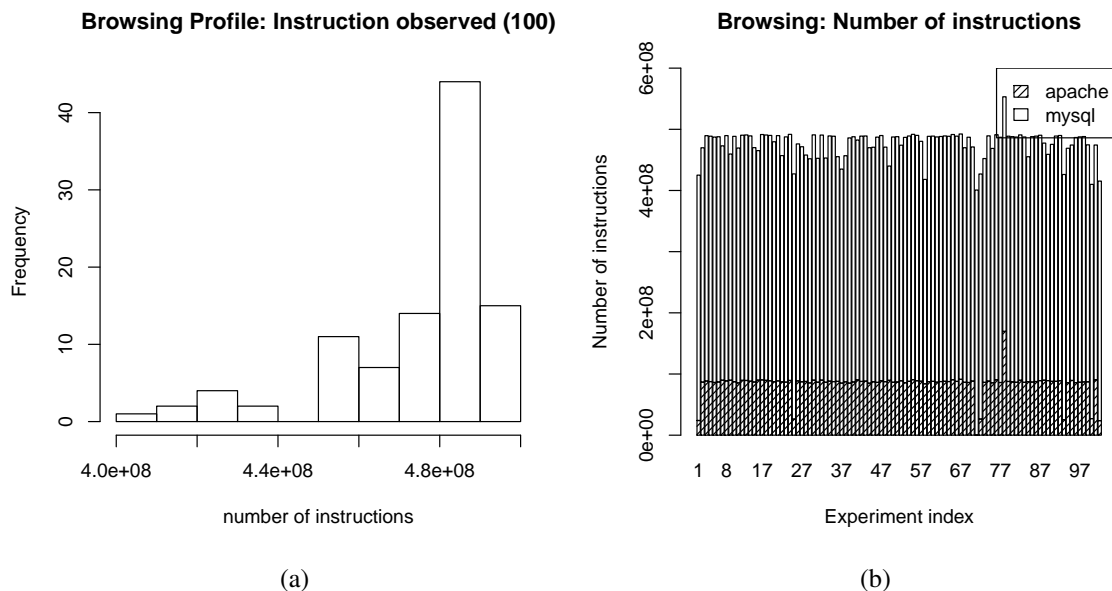 Browsing Profile: Instruction observed (100)
Frequency
40
30
20
10
0
4.0e+08 4.4e+08 4.8e+08
number of instructions
(a)
Browsing: Number of instructions
Number of instructions
6e+08
4e+08
2e+08
0e+00
apache
mysql
1 8 17 27 37 47 57 67 77 87 97
Experiment index
(b)